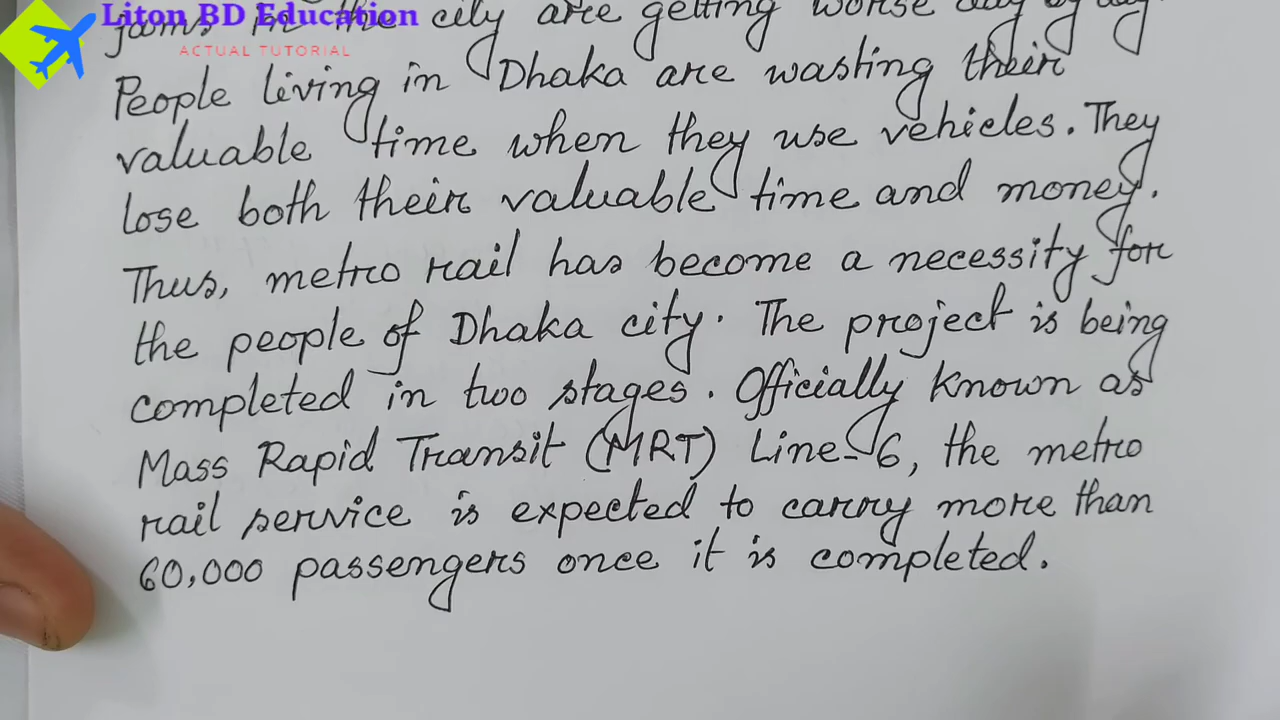 Liton BD Education
ACTUAL TUTORIAL
jams in the city are getting worse day by day.
People living in Dhaka are wasting their
valuable time when they use vehicles. They
lose both their valuable time and money.
Thus, metro rail has become a necessity for
the people of Dhaka city. The project is being
completed in two stages. Officially known as
Mass Rapid Transit (MRT) Line-6, the metro
rail service is expected to carry more than
60,000 passengers once it is completed.